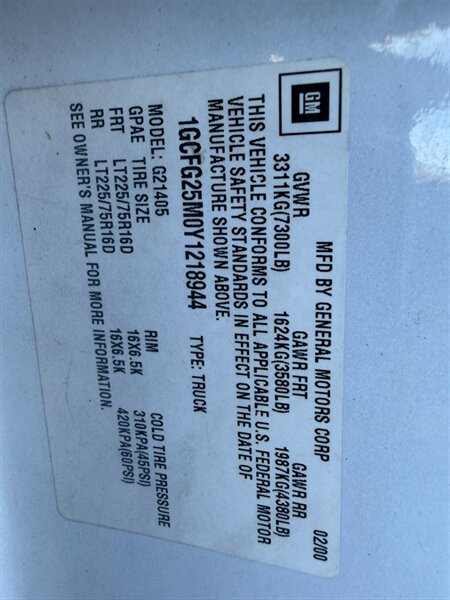 GM
MFD BY GENERAL MOTORS CORP 02/00
GVWR GAWR FRT GAWR RR
3311KG(7300LB) 1624KG(3580LB) 1987KG(4380LB)
THIS VEHICLE CONFORMS TO ALL APPLICABLE U.S. FEDERAL MOTOR
VEHICLE SAFETY STANDARDS IN EFFECT ON THE DATE OF
MANUFACTURE SHOWN ABOVE.
1GCFG25M0Y1218944 TYPE: TRUCK
MODEL: G21405
GPAE TIRE SIZE RIM COLD TIRE PRESSURE
FRT LT225/75R16D 16X6.5K 310KPA(45PSI)
RR LT225/75R16D 16X6.5K 420KPA(60PSI)
SEE OWNER'S MANUAL FOR MORE INFORMATION.